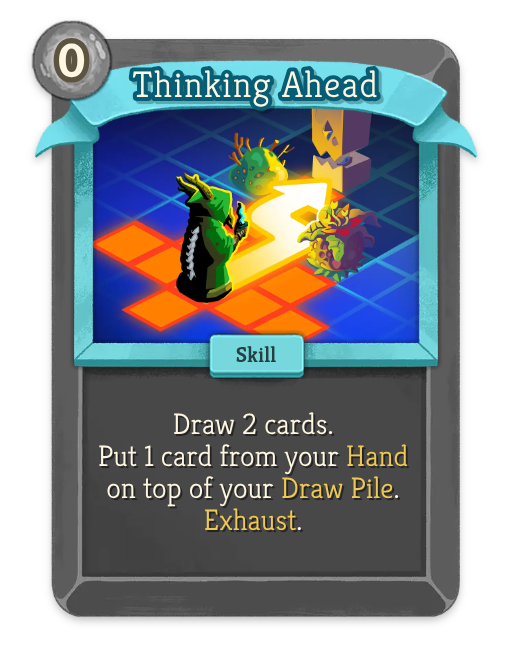 0
Thinking Ahead
Skill
Draw 2 cards.
Put 1 card from your Hand
on top of your Draw Pile.
Exhaust.